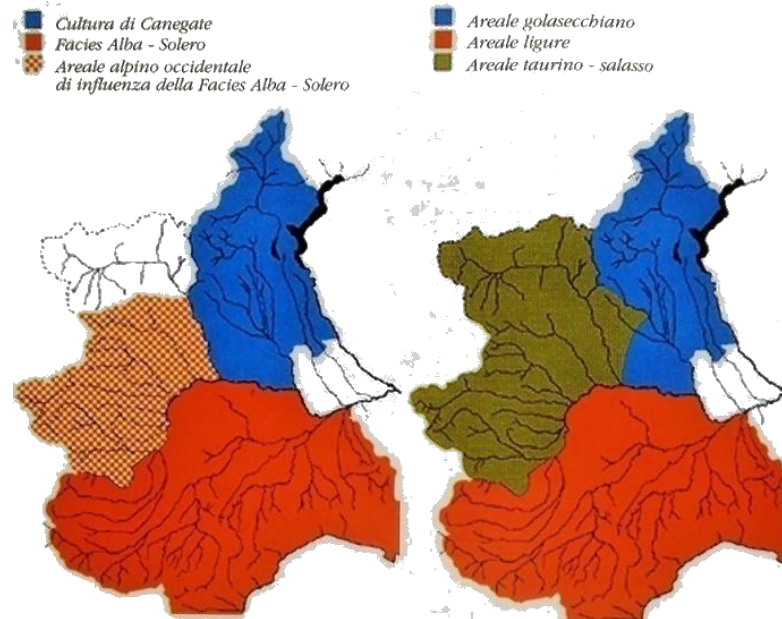 Cultura di Canegate
Facies Alba - Solero
Areale alpino occidentale
di influenza della Facies Alba - Solero
Areale golasecchiano
Areale ligure
Areale taurino - salasso